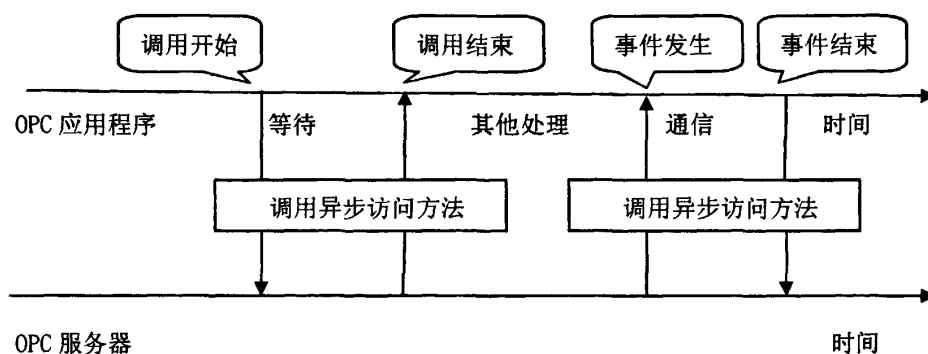 调用开始
调用结束
事件发生
事件结束
OPC 应用程序
等待
其他处理
通信
时间
调用异步访问方法
调用异步访问方法
OPC 服务器
时间